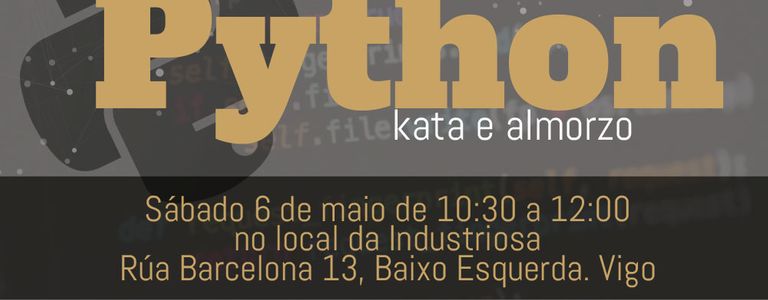 Python
kata e almorzo
Sábado 6 de maio de 10:30 a 12:00
no local da Industriosa
Rúa Barcelona 13, Baixo Esquerda. Vigo